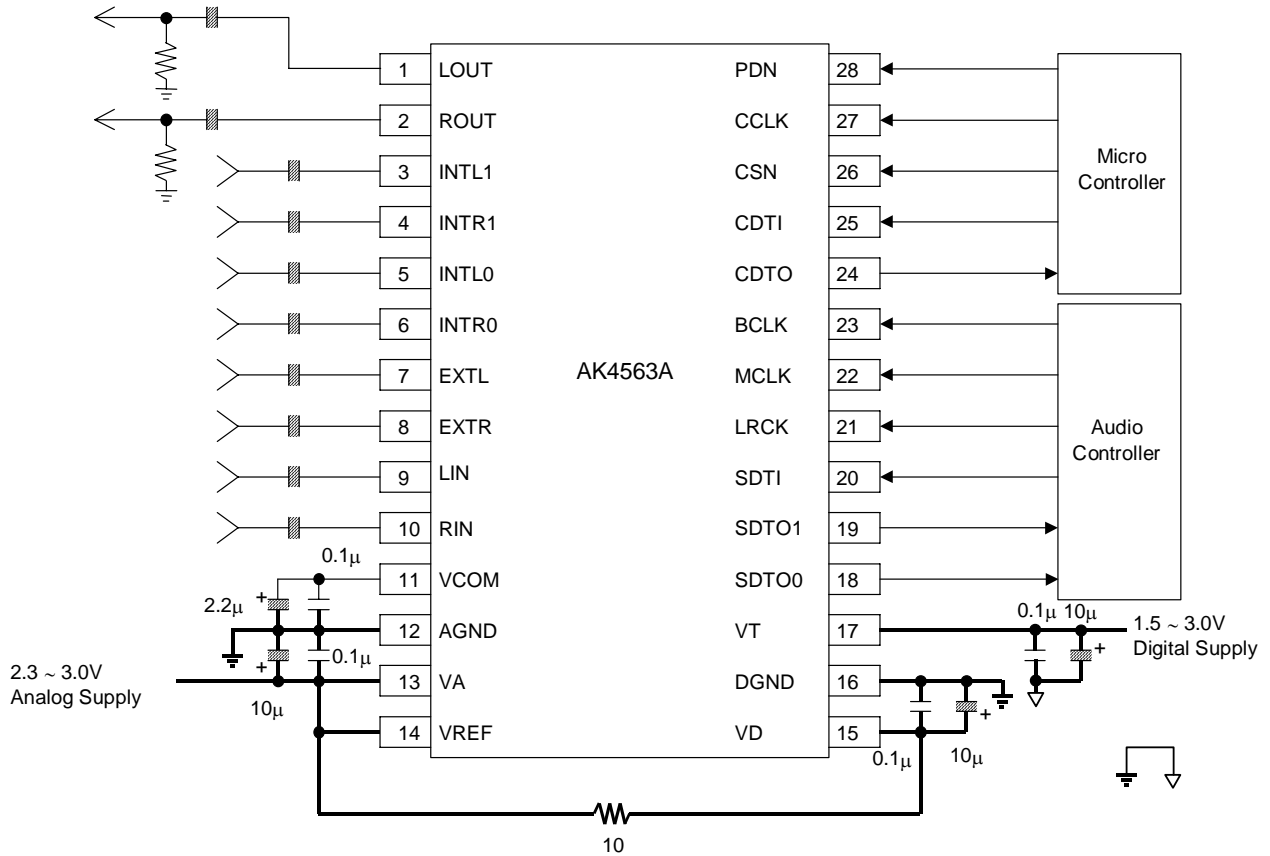 1 LOUT PDN 28
2 ROUT CCLK 27
3 INTL1 CSN 26
Micro
Controller
4 INTR1 CDTI 25
5 INTL0 CDTO 24
6 INTR0 BCLK 23
7 EXTL AK4563A MCLK 22
8 EXTR LRCK 21
Audio
Controller
9 LIN SDTI 20
10 RIN SDTO1 19
0.1μ
11 VCOM SDTO0 18
2.2μ +
0.1μ 10μ
12 AGND VT 17
1.5 ~ 3.0V
Digital Supply
+
0.1μ
+
2.3 ~ 3.0V
Analog Supply
13 VA DGND 16
10μ
+
14 VREF VD 15
0.1μ 10μ
10